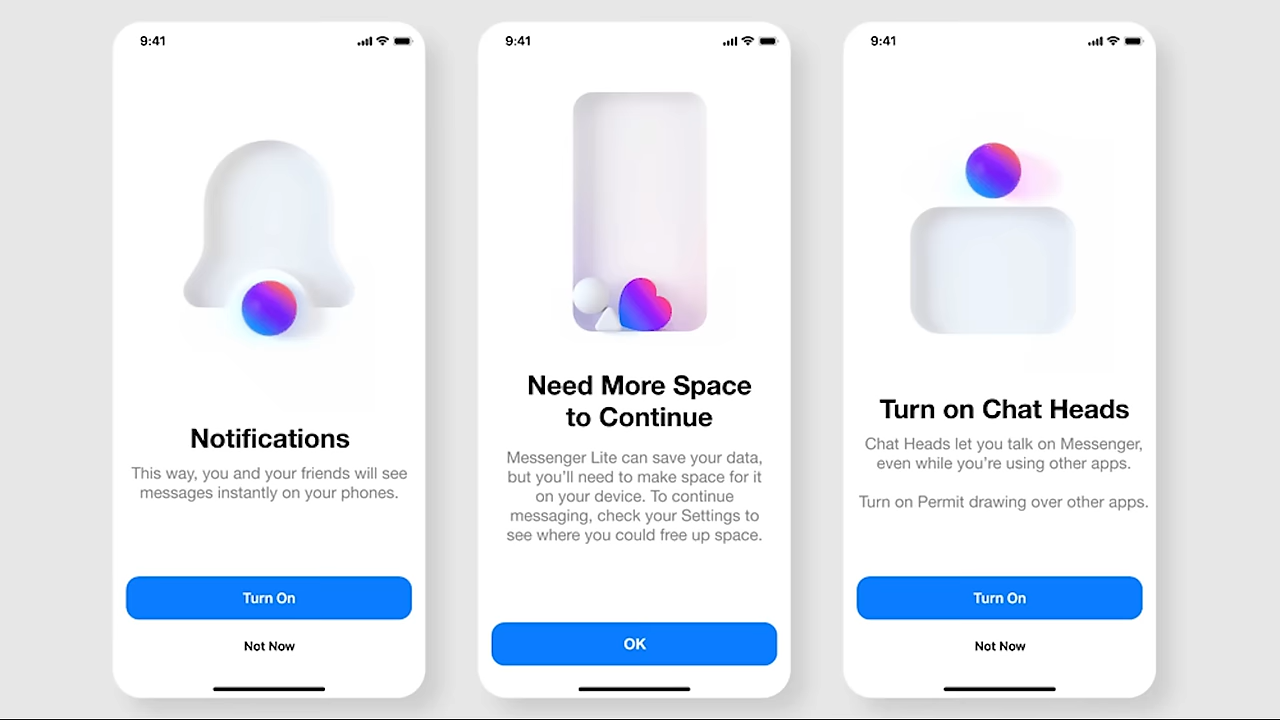 9:41
Notifications
This way, you and your friends will see
messages instantly on your phones.
Turn On
Not Now
9:41
Need More Space
to Continue
Messenger Lite can save your data,
but you’ll need to make space for it
on your device. To continue
messaging, check your Settings to
see where you could free up space.
OK
9:41
Turn on Chat Heads
Chat Heads let you talk on Messenger,
even while you’re using other apps.
Turn on Permit drawing over other apps.
Turn On
Not Now